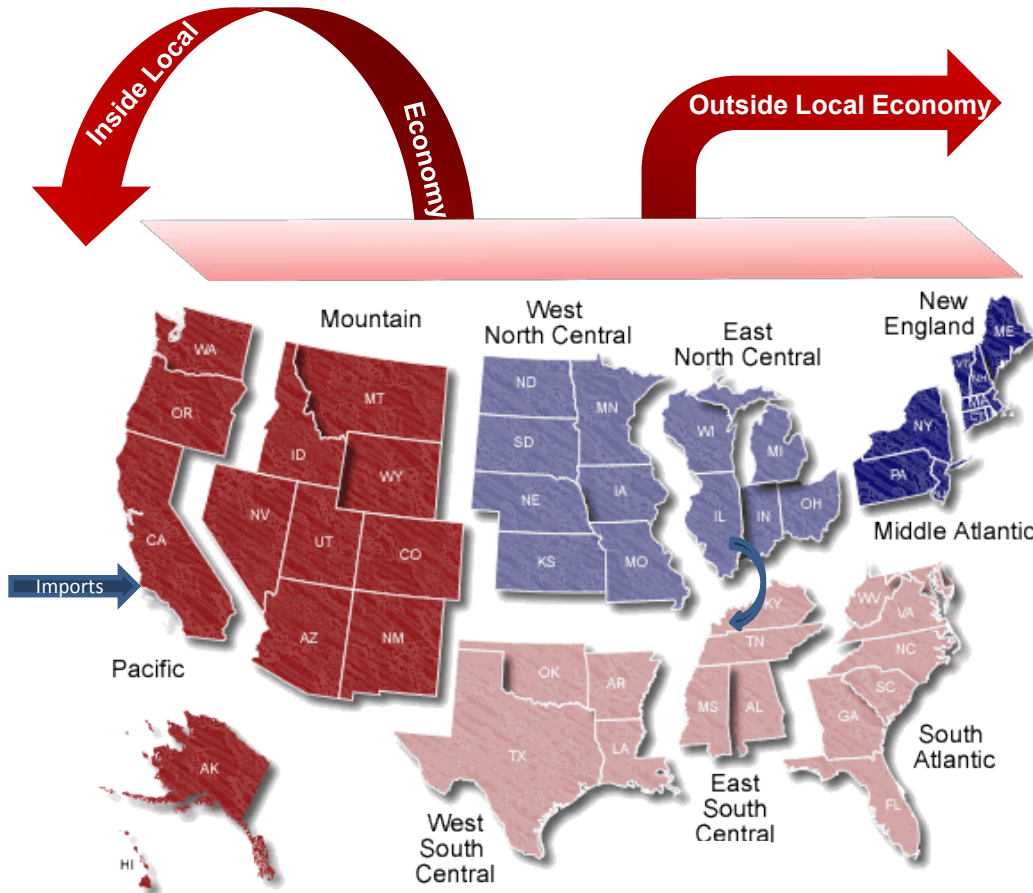 Inside Local
Economy
Outside Local Economy
Mountain
West
North Central
East
North Central
New
England
Middle Atlantic
Pacific
West
South
Central
East
South
Central
South
Atlantic
Imports
WA
OR
CA
AK
HI
MT
ID
WY
NV
UT
CO
AZ
NM
ND
MN
SD
NE
IA
KS
MO
WI
MI
IL
IN
OH
NY
PA
ME
VT
NH
MA
CT
OK
AR
TX
LA
KY
TN
MS
AL
WV
VA
NC
SC
GA
FL